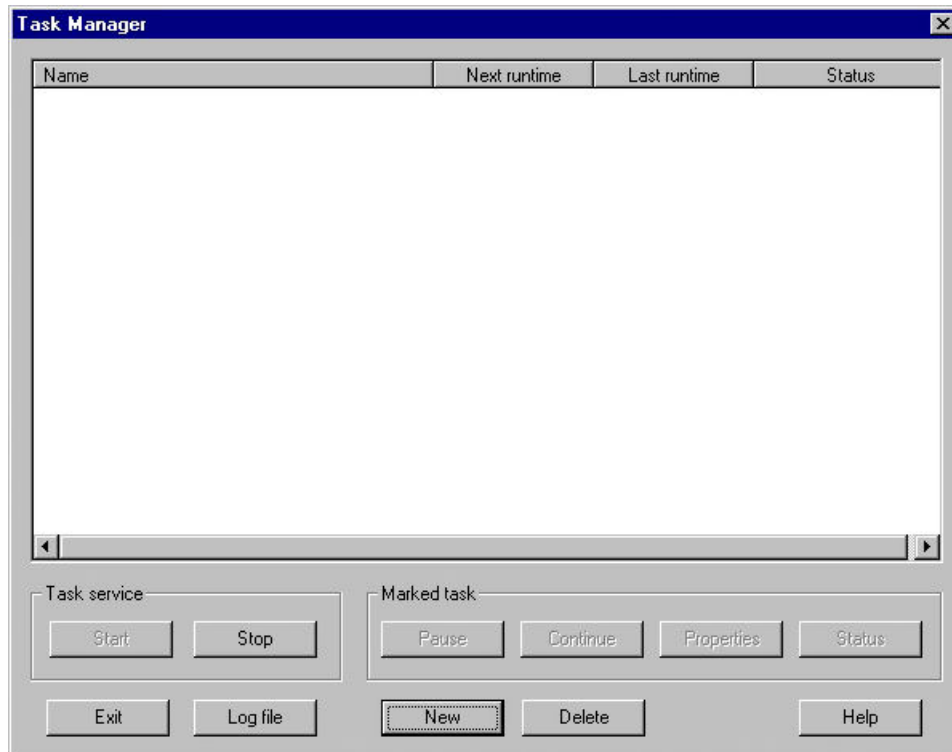 Task Manager
Name Next runtime Last runtime Status
Task service Marked task
Start Stop Pause Continue Properties Status
Exit Log file New Delete Help